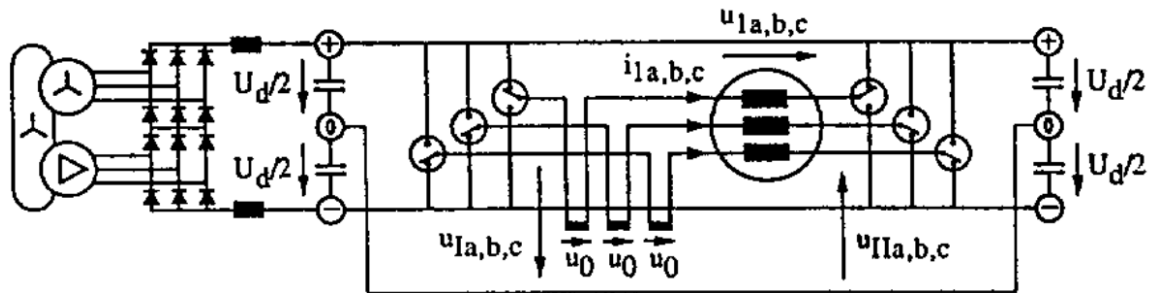 u1a,b,c
+
+
Ud/2
i1a,b,c
Ud/2
0
0
Ud/2
Ud/2
−
−
uIa,b,c
u0
u0
u0
uIIa,b,c